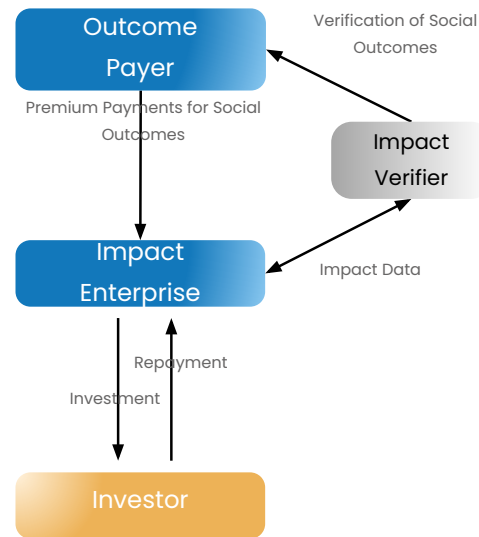 Outcome
Payer
Verification of Social
Outcomes
Premium Payments for Social
Outcomes
Impact
Verifier
Impact
Enterprise
Impact Data
Repayment
Investment
Investor